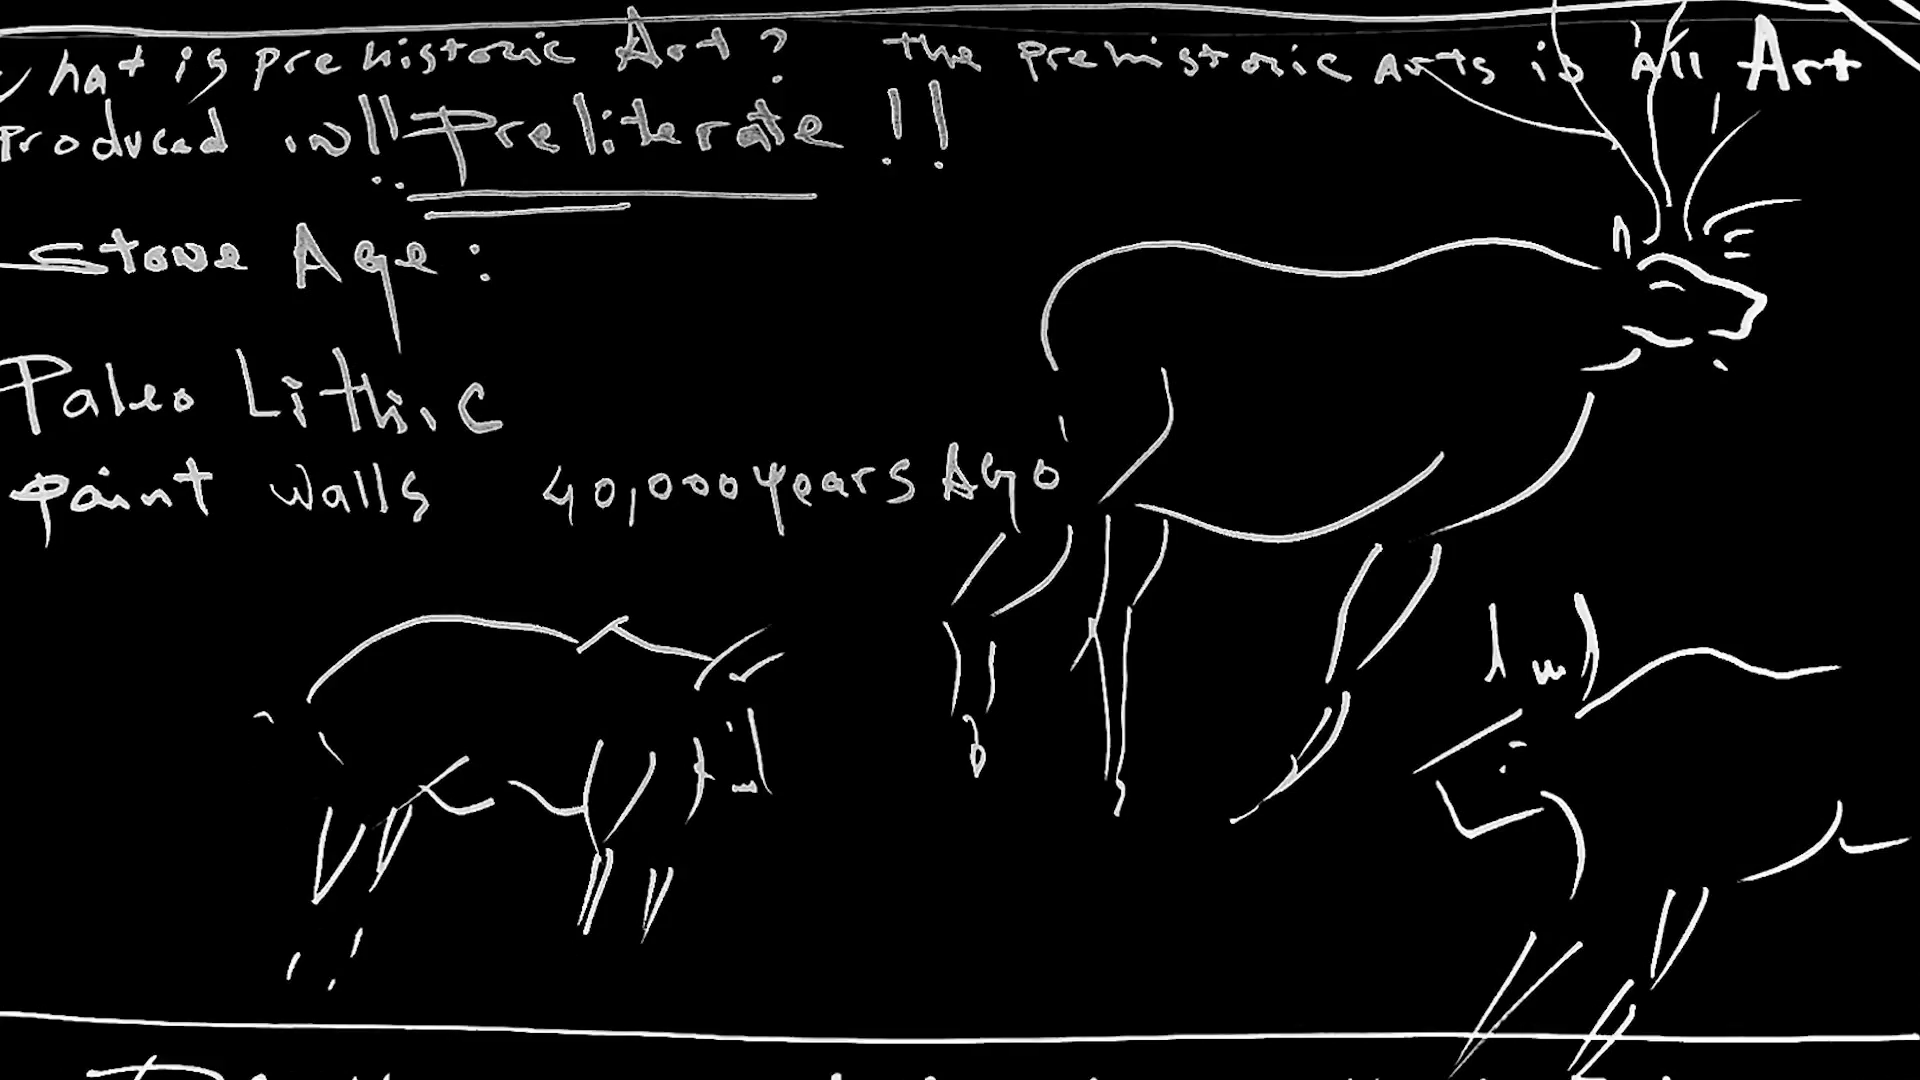 What is prehistoric Art? the prehistoric arts is All Art
Produced in "Preliterate!!
Stone Age:
Paleo Lithic
paint walls 40,000 years Ago